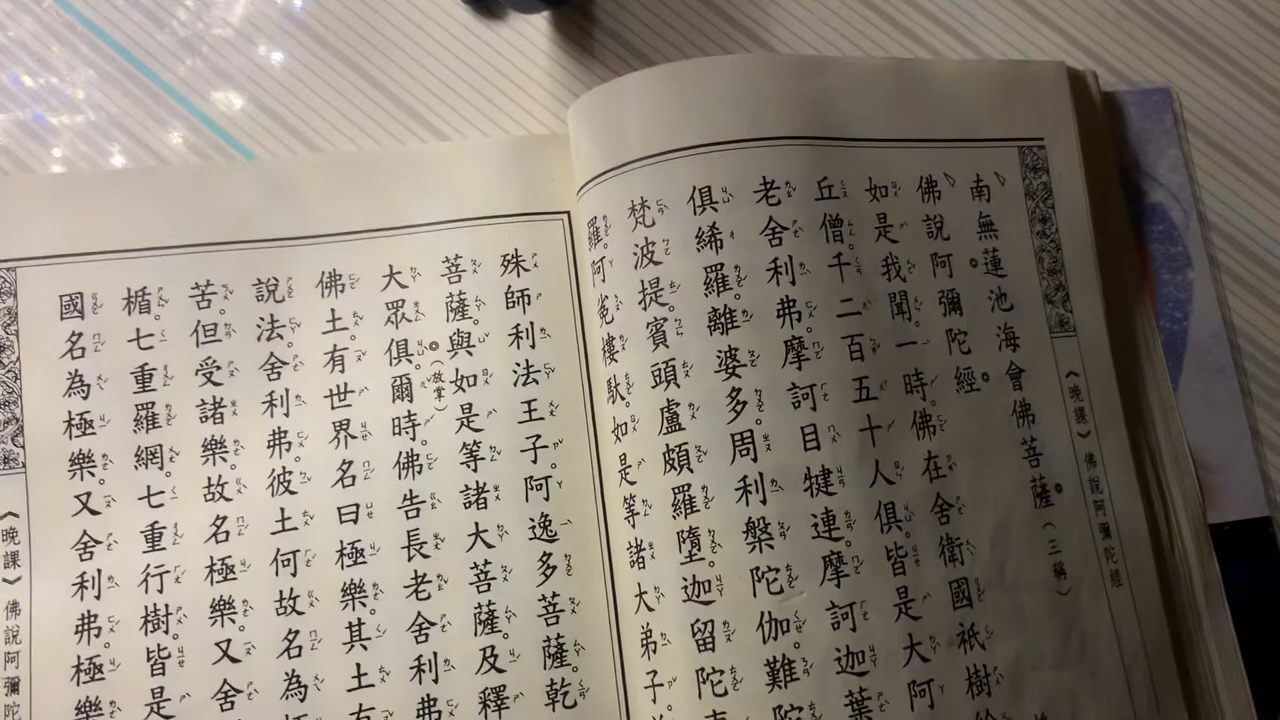 《晚課》佛說阿彌陀經
南無蓮池海會佛菩薩（三稱）
佛說阿彌陀經
如是我聞。一時。佛在舍衛國。祇樹
丘僧。千二百五十人俱。皆是大阿
老舍利弗。摩訶目犍連。摩訶迦葉
俱絺羅。離婆多。周利槃陀伽。難陀
梵波提。賓頭盧頗羅墮。迦留陀
羅。阿㝹樓馱。如是等。諸大弟子。
殊師利法王子。阿逸多菩薩。乾
菩薩。與如是等諸大菩薩。及釋
大眾俱。爾時。佛告長老舍利弗
（放掌）
佛土。有世界名曰極樂。其土有
說法。舍利弗。彼土何故名為
苦。但受諸樂。故名極樂。又舍
楯。七重羅網。七重行樹。皆是
國名為極樂。又舍利弗。極樂
《晚課》佛說阿彌陀